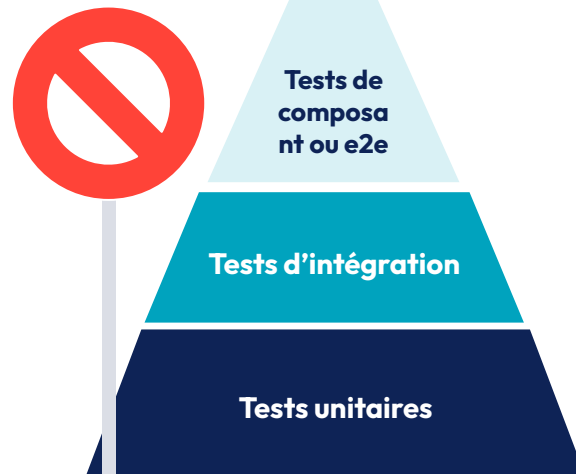 Tests de
composa
nt ou e2e
Tests d’intégration
Tests unitaires